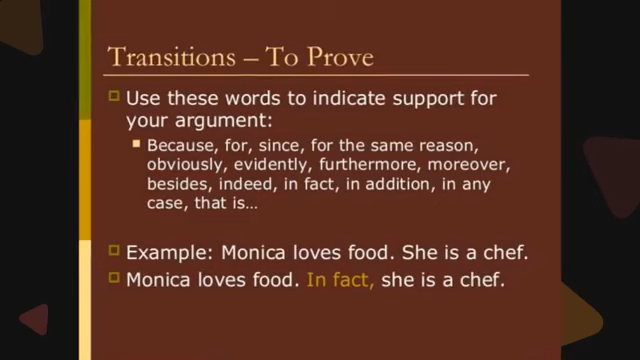 Transitions – To Prove
Use these words to indicate support for
your argument:
Because, for, since, for the same reason,
obviously, evidently, furthermore, moreover,
besides, indeed, in fact, in addition, in any
case, that is…
Example: Monica loves food. She is a chef.
Monica loves food. In fact, she is a chef.